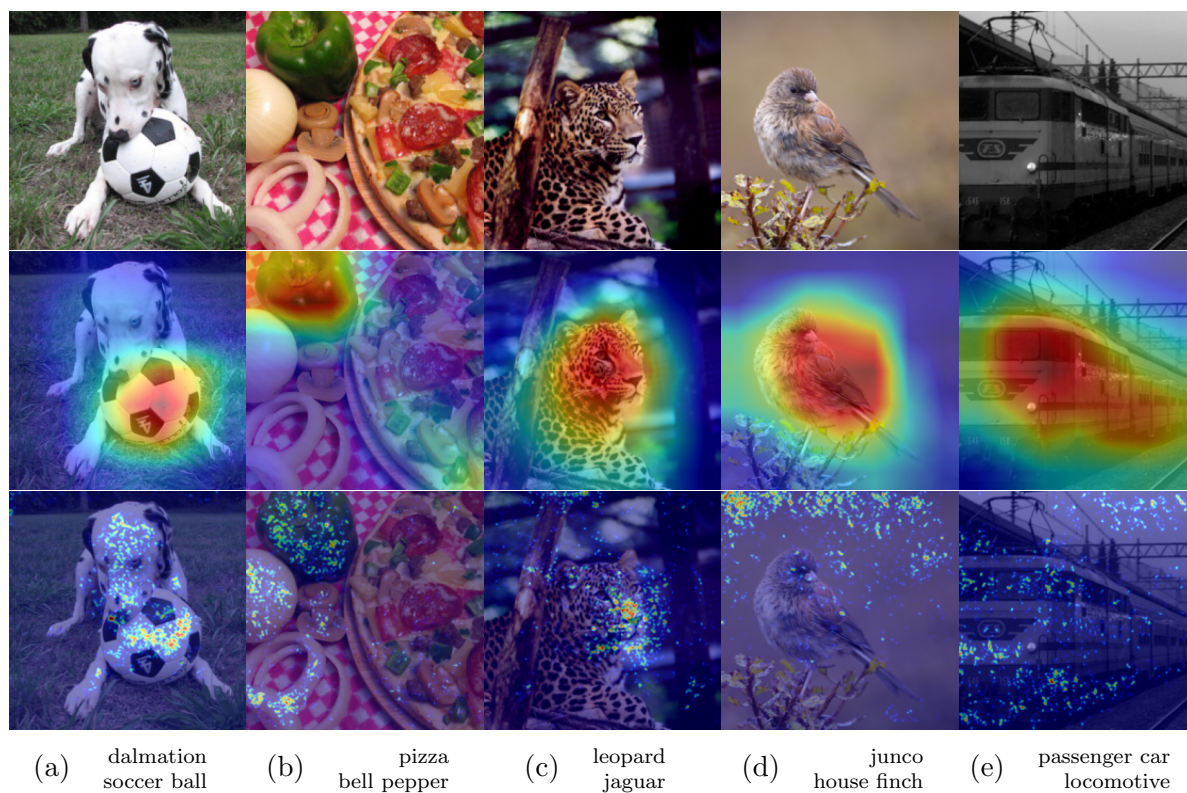 (a) dalmation
soccer ball
(b) pizza
bell pepper
(c) leopard
jaguar
(d) junco
house finch
(e) passenger car
locomotive